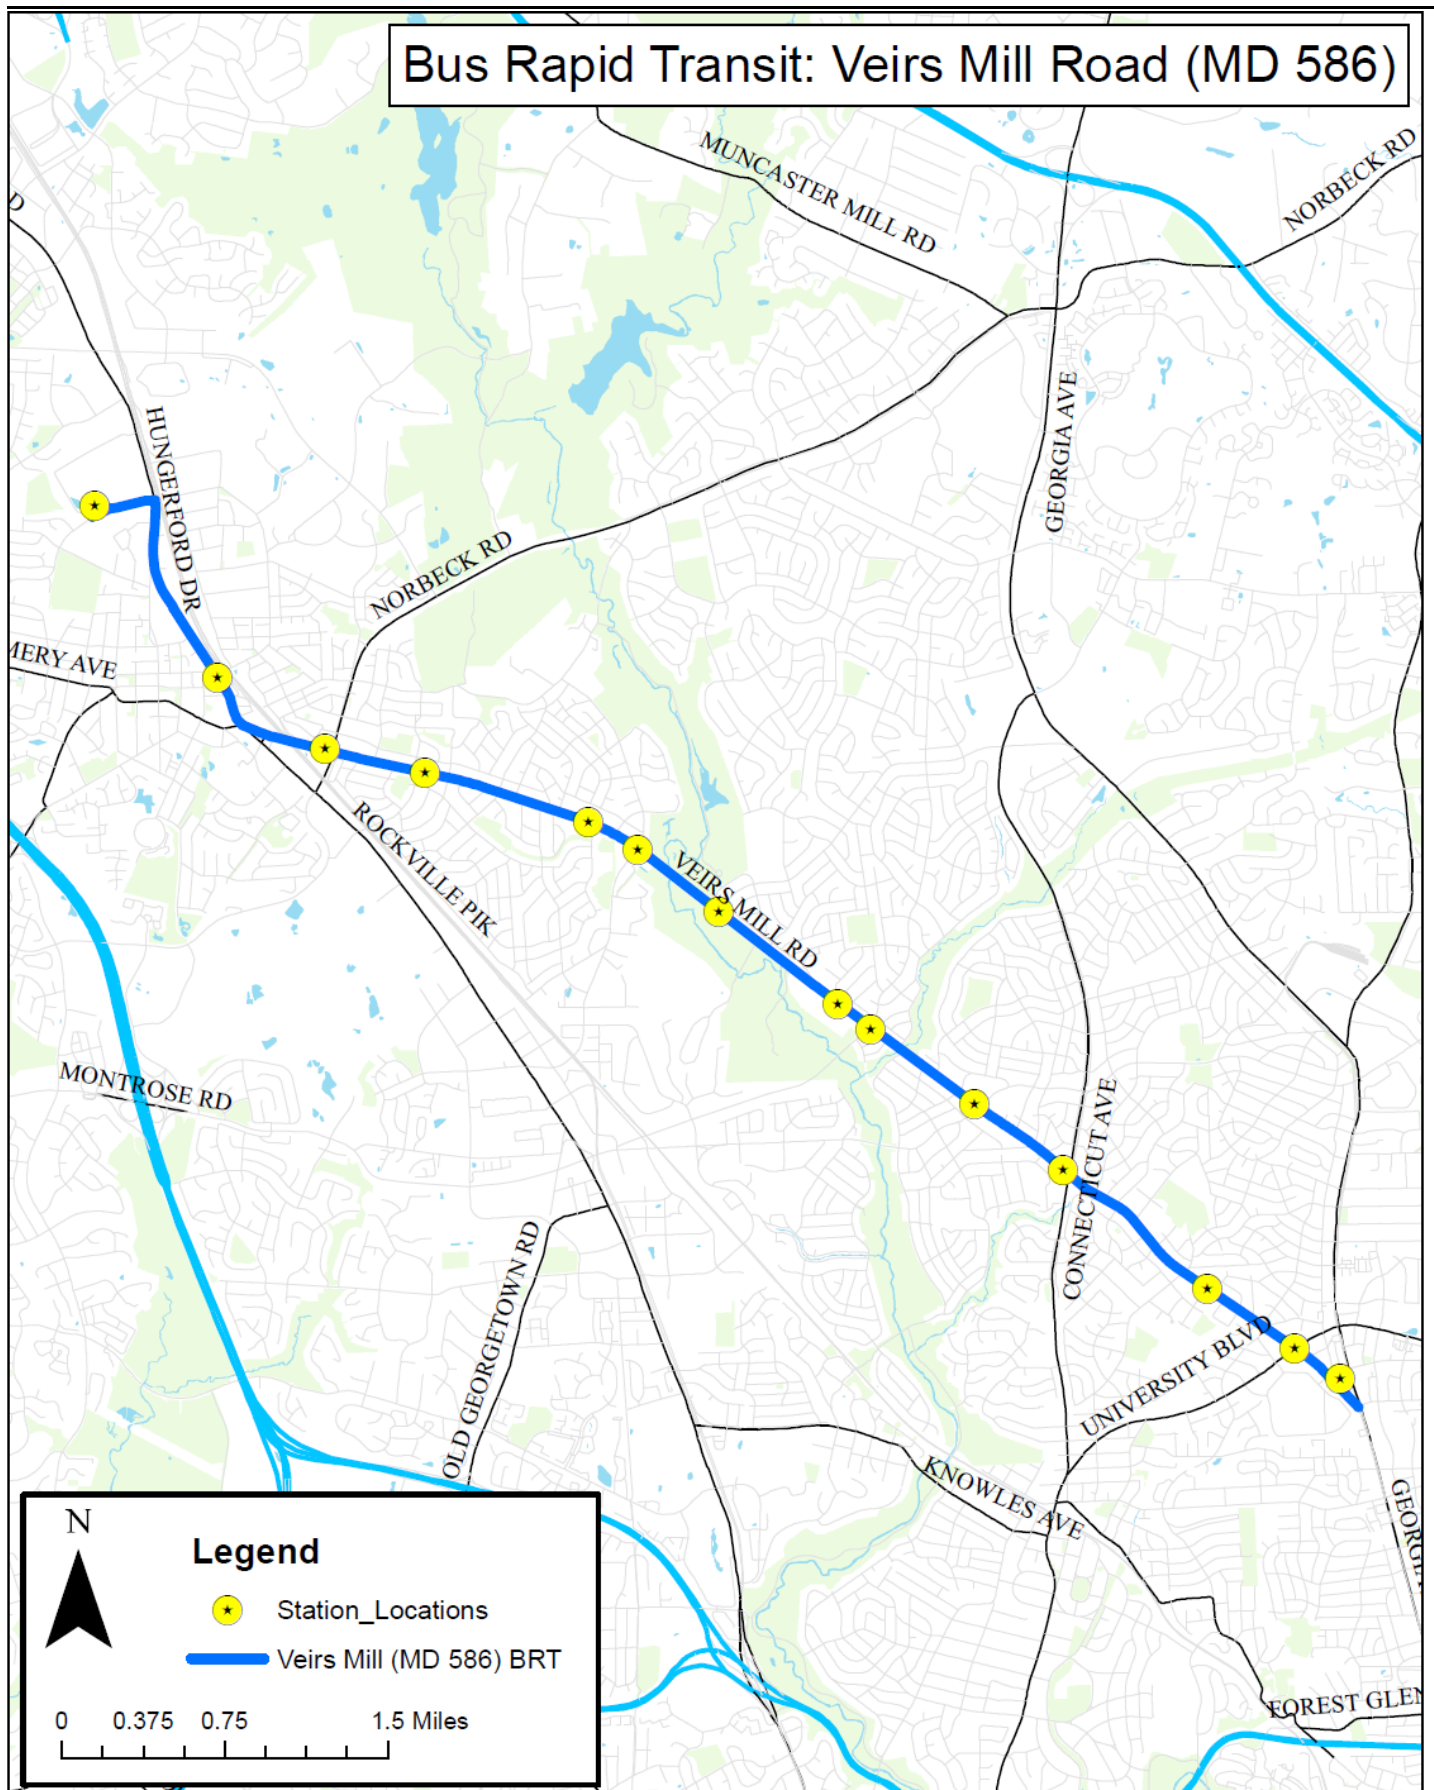 Bus Rapid Transit: Veirs Mill Road (MD 586)
MUNCASTER MILL RD
NORBECK RD
D
GEORGIA AVE
HUNGERFORD DR
NORBECK RD
MERY AVE
ROCKVILLE PIK
VEIRS MILL RD
MONTROSE RD
CONNECTICUT AVE
OLD GEORGETOWN RD
UNIVERSITY BLVD
KNOWLES AVE
GEORGIA
FOREST GLEN
N
Legend
Station_Locations
Veirs Mill (MD 586) BRT
0 0.375 0.75 1.5 Miles